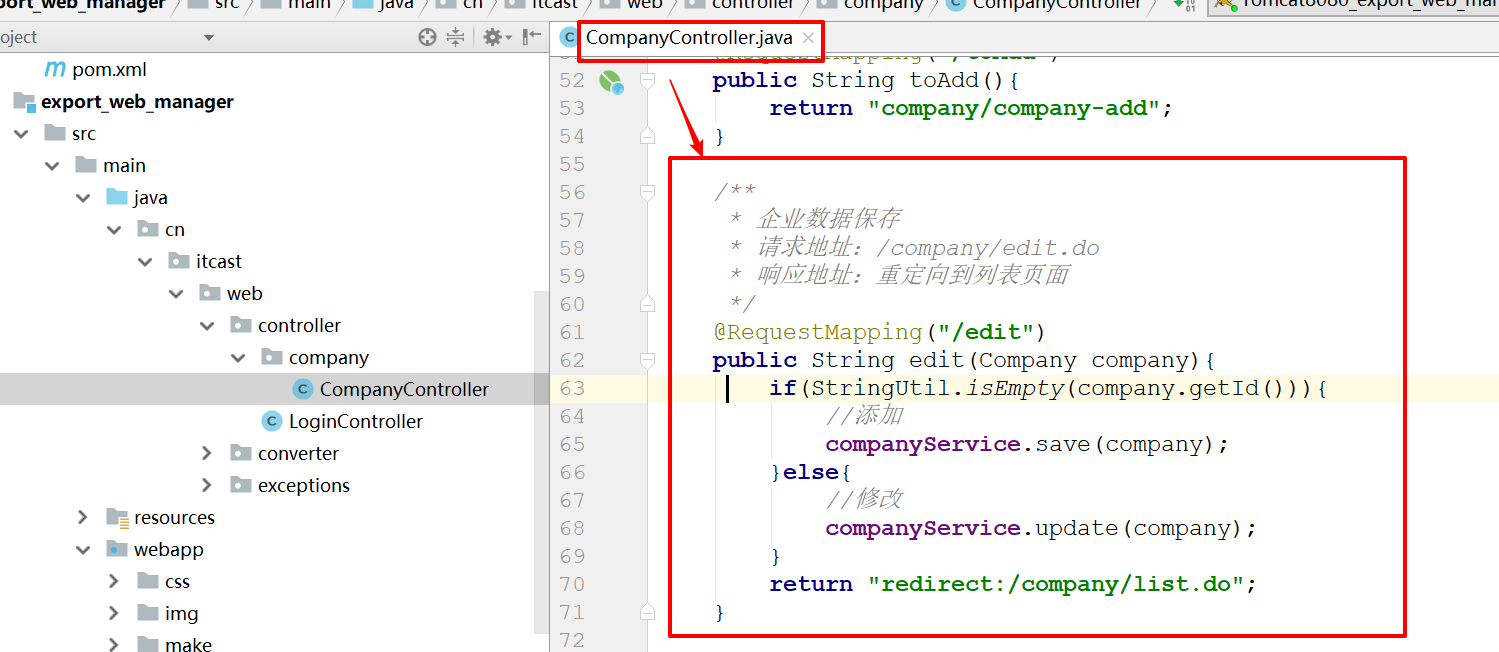 port_web_manager src main java cn itcast web controller company CompanyController Tomcat8080_export_web_man
oject
CompanyController.java
pom.xml
export_web_manager
src
main
java
cn
itcast
web
controller
company
CompanyController
LoginController
converter
exceptions
resources
webapp
css
img
make
52 public String toAdd(){
53 return "company/company-add";
54 }
55
56 /**
57 * 企业数据保存
58 * 请求地址：/company/edit.do
59 * 响应地址：重定向到列表页面
60 */
61 @RequestMapping("/edit")
62 public String edit(Company company){
63 if(StringUtil.isEmpty(company.getId())){
64 //添加
65 companyService.save(company);
66 }else{
67 //修改
68 companyService.update(company);
69 }
70 return "redirect:/company/list.do";
71 }
72